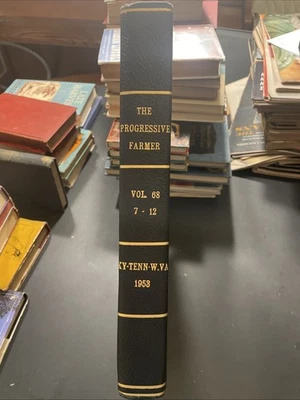 THE
PROGRESSIVE
FARMER
VOL. 68
7 - 12
KY-TENN-W.VA.
1953